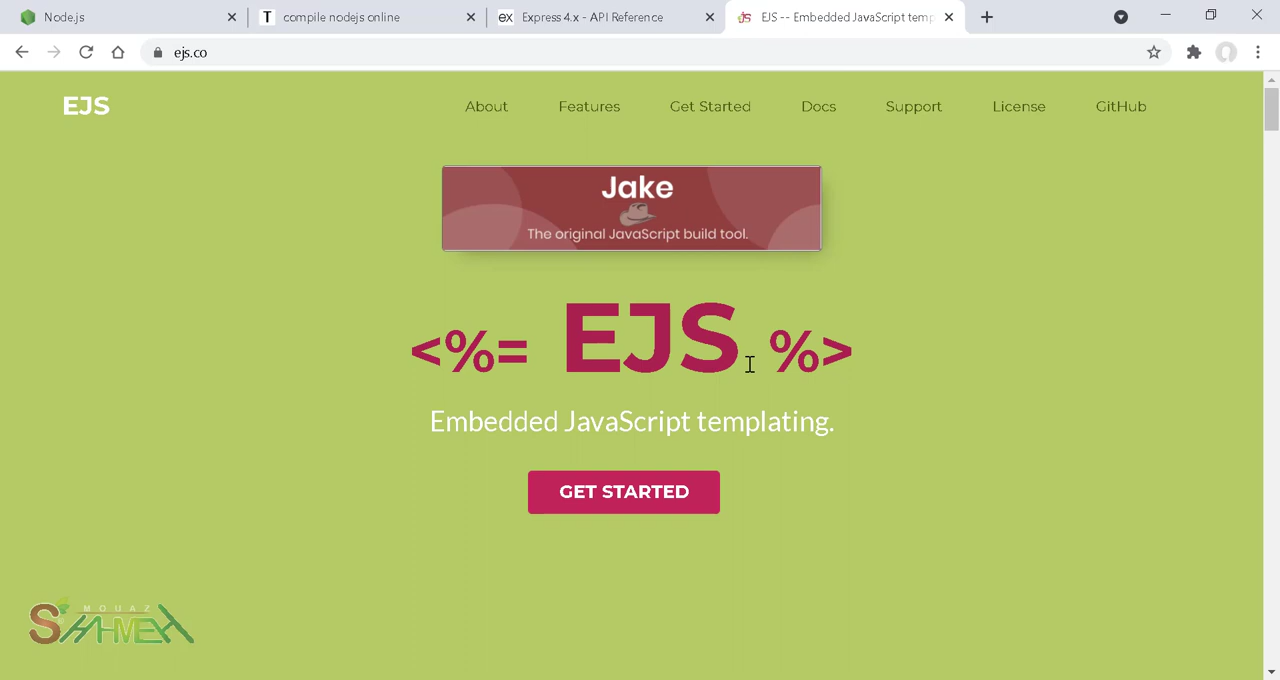 Node.js
compile nodejs online
Express 4.x - API Reference
EJS -- Embedded JavaScript temp
ejs.co
EJS
About Features Get Started Docs Support License GitHub
Jake
The original JavaScript build tool.
<%= EJS %>
Embedded JavaScript templating.
GET STARTED
MOUAZ
SHAHMEH